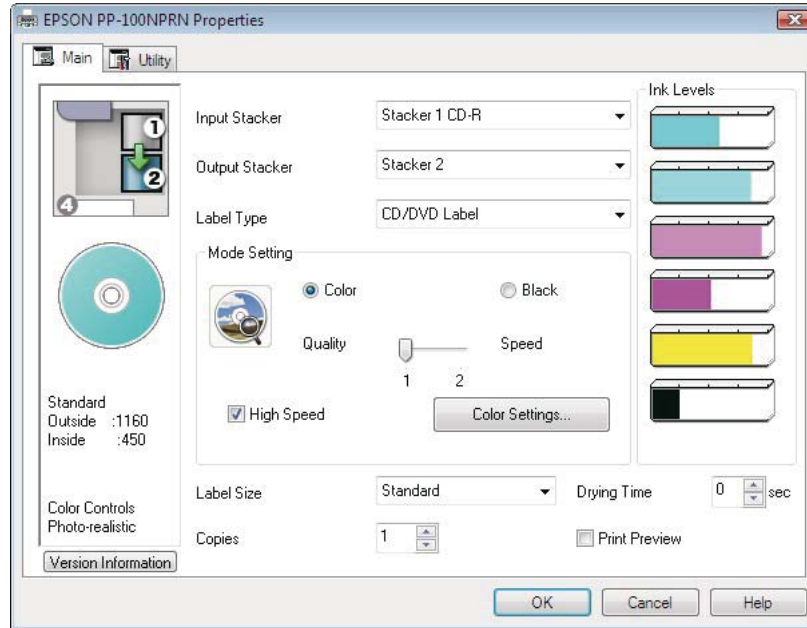 EPSON PP-100NPRN Properties
Main
Utility
1
2
4
Standard
Outside :1160
Inside :450
Color Controls
Photo-realistic
Version Information
Input Stacker
Stacker 1 CD-R
Output Stacker
Stacker 2
Label Type
CD/DVD Label
Mode Setting
Color
Black
Quality
Speed
1 2
High Speed
Color Settings...
Label Size
Standard
Drying Time
0
sec
Copies
1
Print Preview
Ink Levels
OK
Cancel
Help